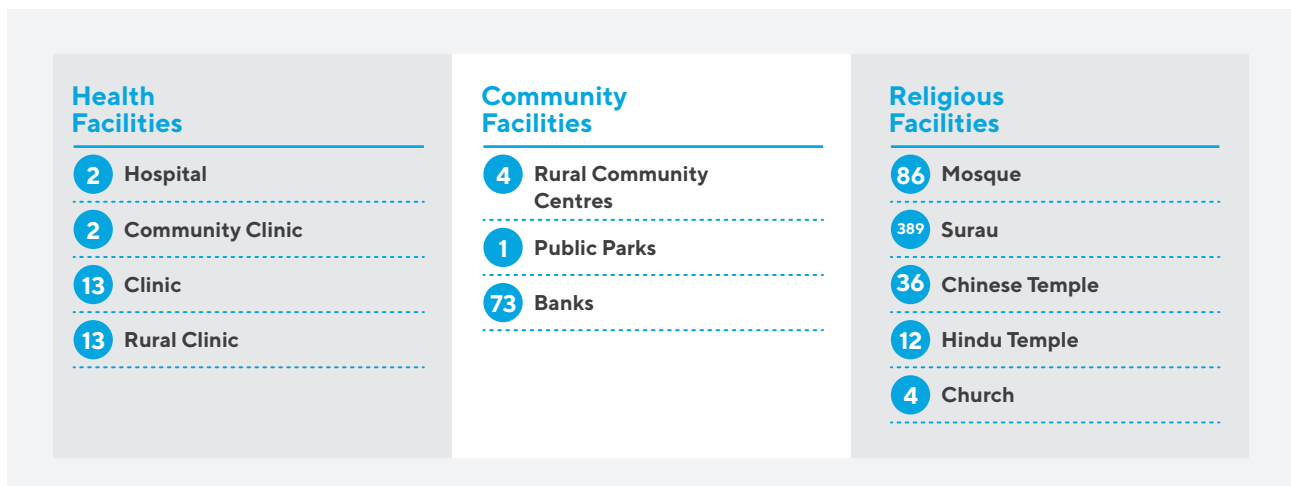 Health
Facilities
2 Hospital
2 Community Clinic
13 Clinic
13 Rural Clinic
Community
Facilities
4 Rural Community
Centres
1 Public Parks
73 Banks
Religious
Facilities
86 Mosque
389 Surau
36 Chinese Temple
12 Hindu Temple
4 Church